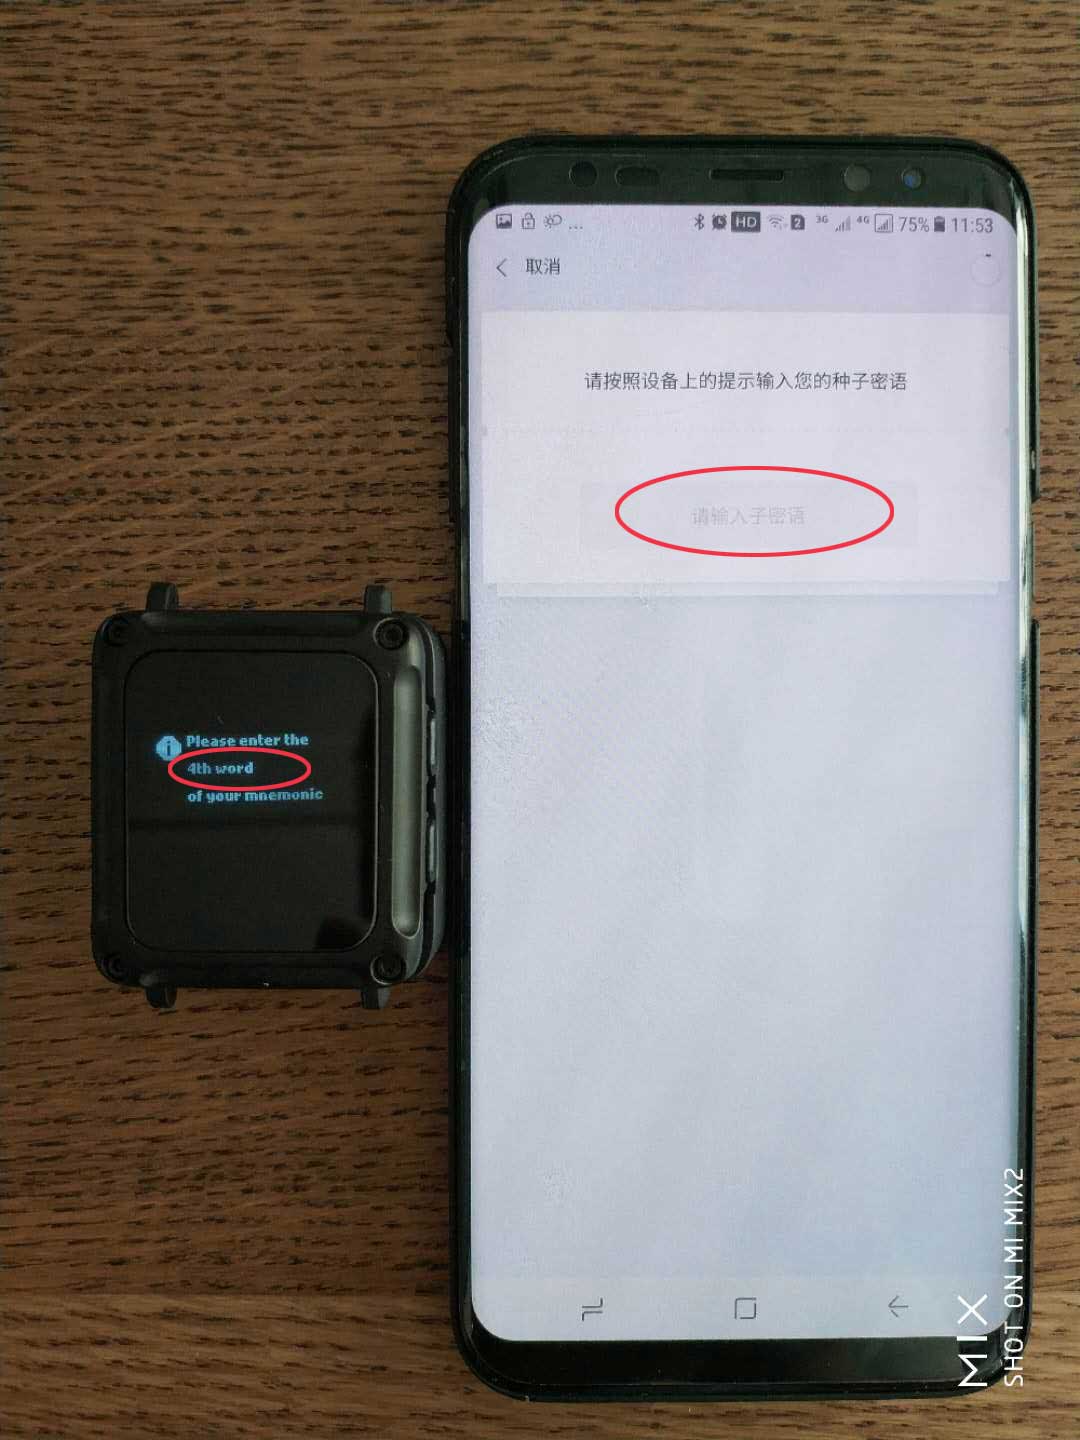 ... HD 2 3G 4G 75% 11:53
< 取消
请按照设备上的提示输入您的种子密语
请输入子密语
i Please enter the
4th word
of your mnemonic
MIX
SHOT ON MI MIX2